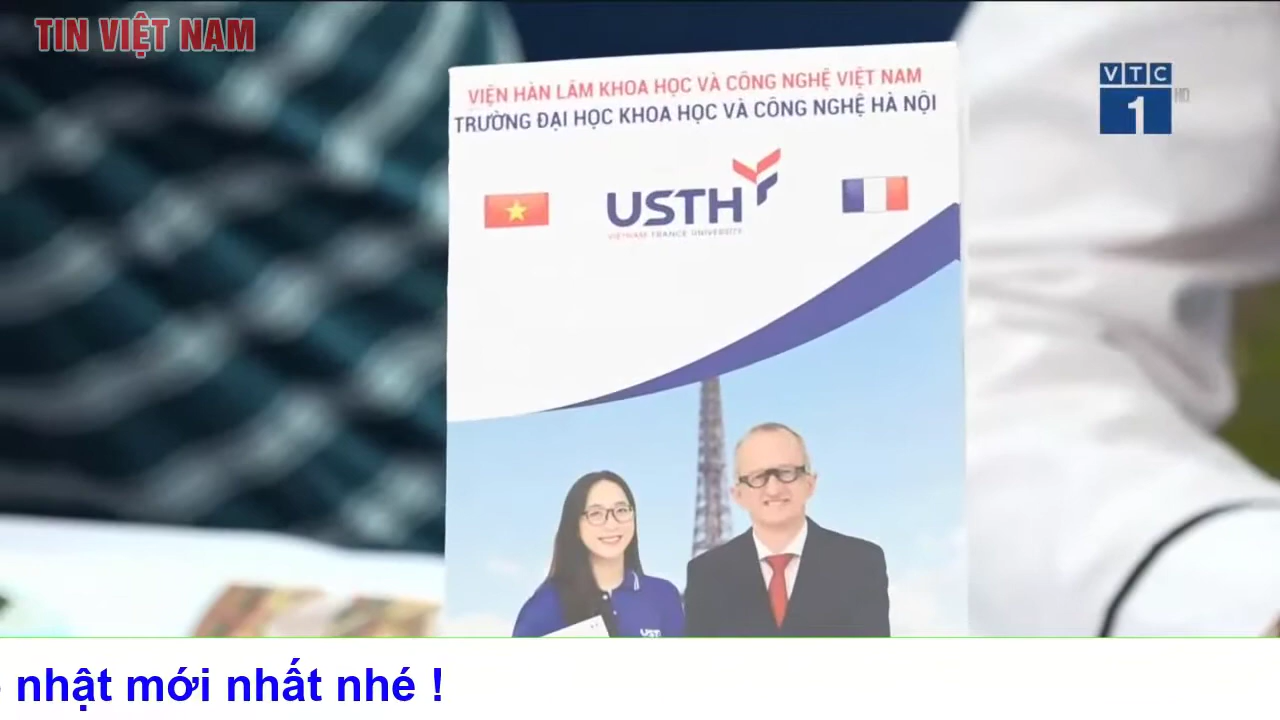 TIN VIỆT NAM
VTC
1
HD
VIỆN HÀN LÂM KHOA HỌC VÀ CÔNG NGHỆ VIỆT NAM
TRƯỜNG ĐẠI HỌC KHOA HỌC VÀ CÔNG NGHỆ HÀ NỘI
USTH
VIETNAM FRANCE UNIVERSITY
USTH
nhật mới nhất nhé !